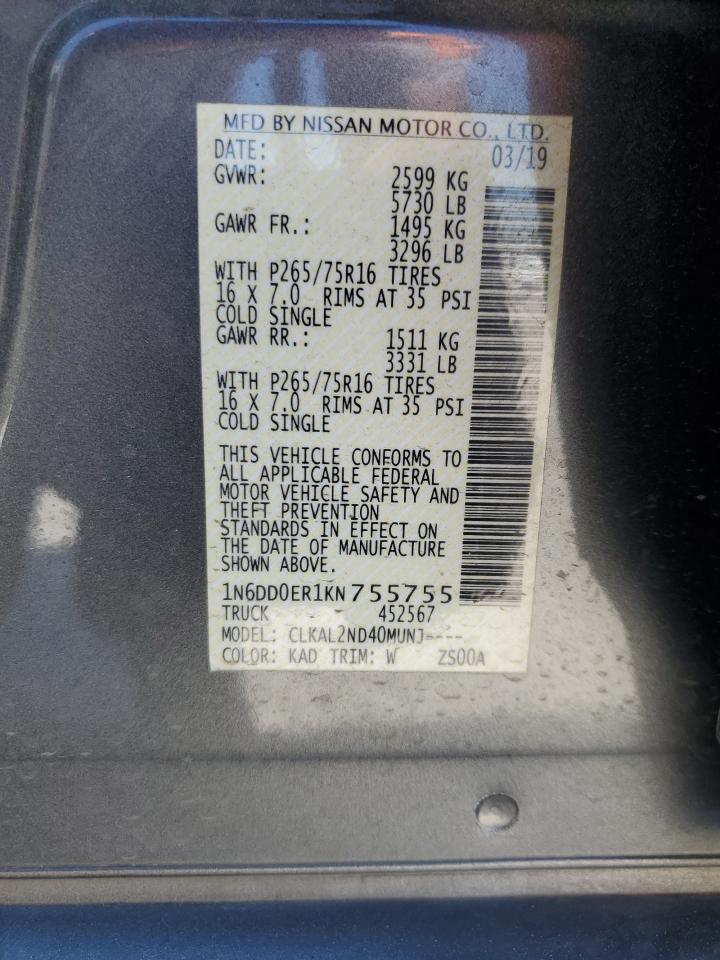 MFD BY NISSAN MOTOR CO., LTD.
DATE: 03/19
GVWR: 2599 KG
5730 LB
GAWR FR.: 1495 KG
3296 LB
WITH P265/75R16 TIRES
16 X 7.0 RIMS AT 35 PSI
COLD SINGLE
GAWR RR.: 1511 KG
3331 LB
WITH P265/75R16 TIRES
16 X 7.0 RIMS AT 35 PSI
COLD SINGLE
THIS VEHICLE CONFORMS TO
ALL APPLICABLE FEDERAL
MOTOR VEHICLE SAFETY AND
THEFT PREVENTION
STANDARDS IN EFFECT ON
THE DATE OF MANUFACTURE
SHOWN ABOVE.
1N6DD0ER1KN755755
TRUCK 452567
MODEL: CLKAL2ND40MUNJ----
COLOR: KAD TRIM: W ZS00A